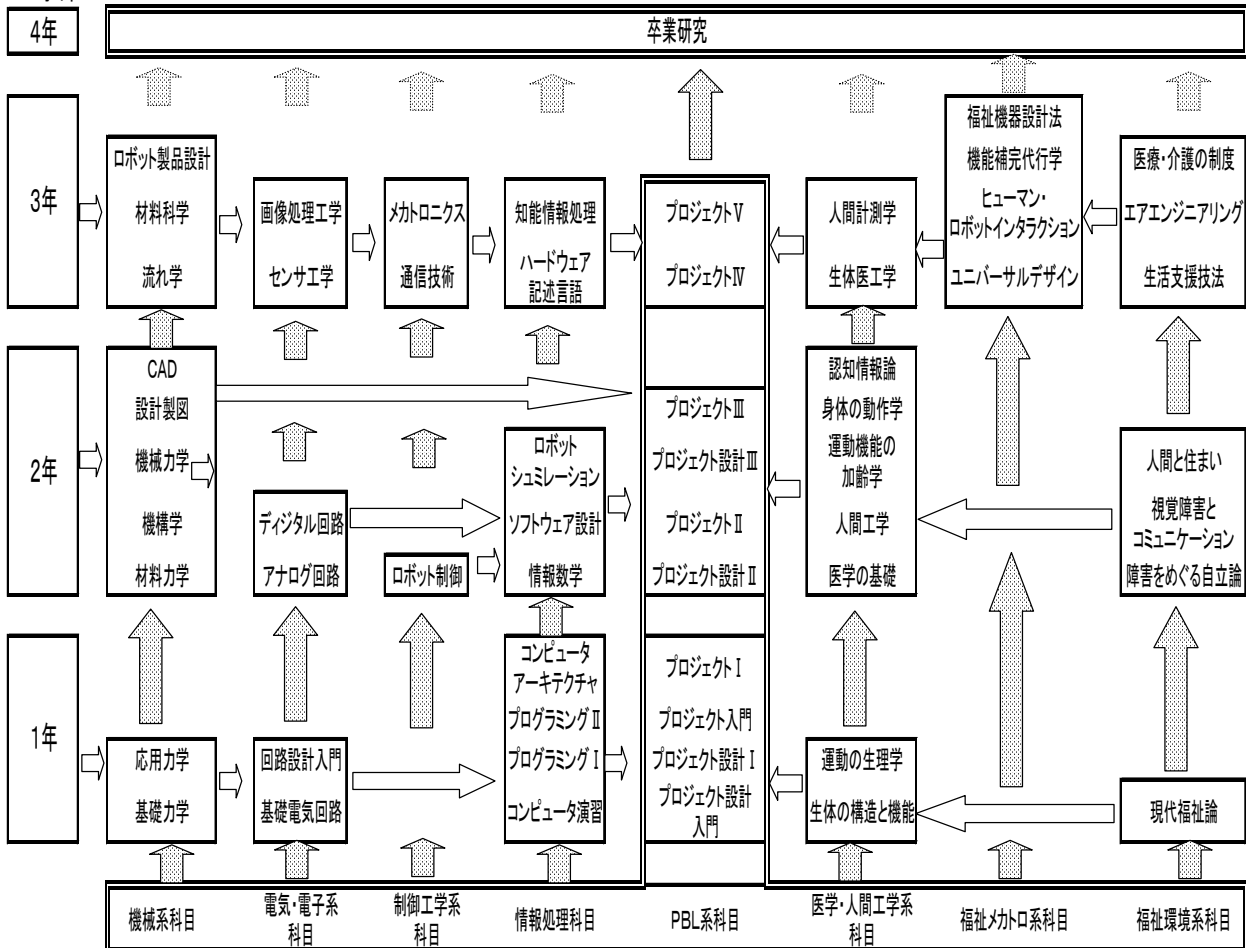 4年
卒業研究
3年
ロボット製品設計
材料科学
流れ学
画像処理工学
センサ工学
メカトロニクス
通信技術
知能情報処理
ハードウェア
記述言語
プロジェクトⅤ
プロジェクトⅣ
人間計測学
生体医工学
福祉機器設計法
機能補完代行学
ヒューマン・
ロボットインタラクション
ユニバーサルデザイン
医療・介護の制度
エアエンジニアリング
生活支援技法
2年
CAD
設計製図
機械力学
機構学
材料力学
ディジタル回路
アナログ回路
ロボット制御
ロボット
シュミレーション
ソフトウェア設計
情報数学
プロジェクトⅢ
プロジェクト設計Ⅲ
プロジェクトⅡ
プロジェクト設計Ⅱ
認知情報論
身体の動作学
運動機能の
加齢学
人間工学
医学の基礎
人間と住まい
視覚障害と
コミュニケーション
障害をめぐる自立論
1年
応用力学
基礎力学
回路設計入門
基礎電気回路
コンピュータ
アーキテクチャ
プログラミングⅡ
プログラミングⅠ
コンピュータ演習
プロジェクトⅠ
プロジェクト入門
プロジェクト設計Ⅰ
プロジェクト設計
入門
運動の生理学
生体の構造と機能
現代福祉論
機械系科目
電気・電子系
科目
制御工学系
科目
情報処理科目
PBL系科目
医学・人間工学系
科目
福祉メカトロ系科目
福祉環境系科目